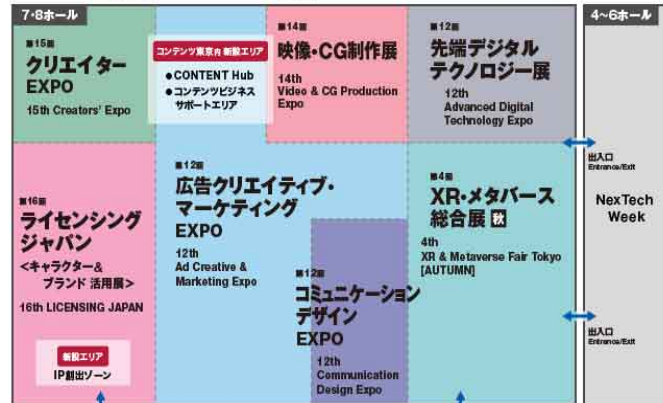 7・8ホール
第15回
クリエイター
EXPO
15th Creators' Expo
コンテンツ東京内 新設エリア
●CONTENT Hub
●コンテンツビジネス
サポートエリア
第14回
映像・CG制作展
14th
Video & CG Production
Expo
第12回
先端デジタル
テクノロジー展
12th
Advanced Digital
Technology Expo
第16回
ライセンシング
ジャパン
<キャラクター&
ブランド 活用展>
16th LICENSING JAPAN
新設エリア
IP創出ゾーン
第12回
広告クリエイティブ・
マーケティング
EXPO
12th
Ad Creative &
Marketing Expo
第12回
コミュニケーション
デザイン
EXPO
12th
Communication
Design Expo
第4回
XR・メタバース
総合展 秋
4th
XR & Metaverse Fair Tokyo
[AUTUMN]
4~6ホール
出入口
Entrance/Exit
NexTech
Week
出入口
Entrance/Exit